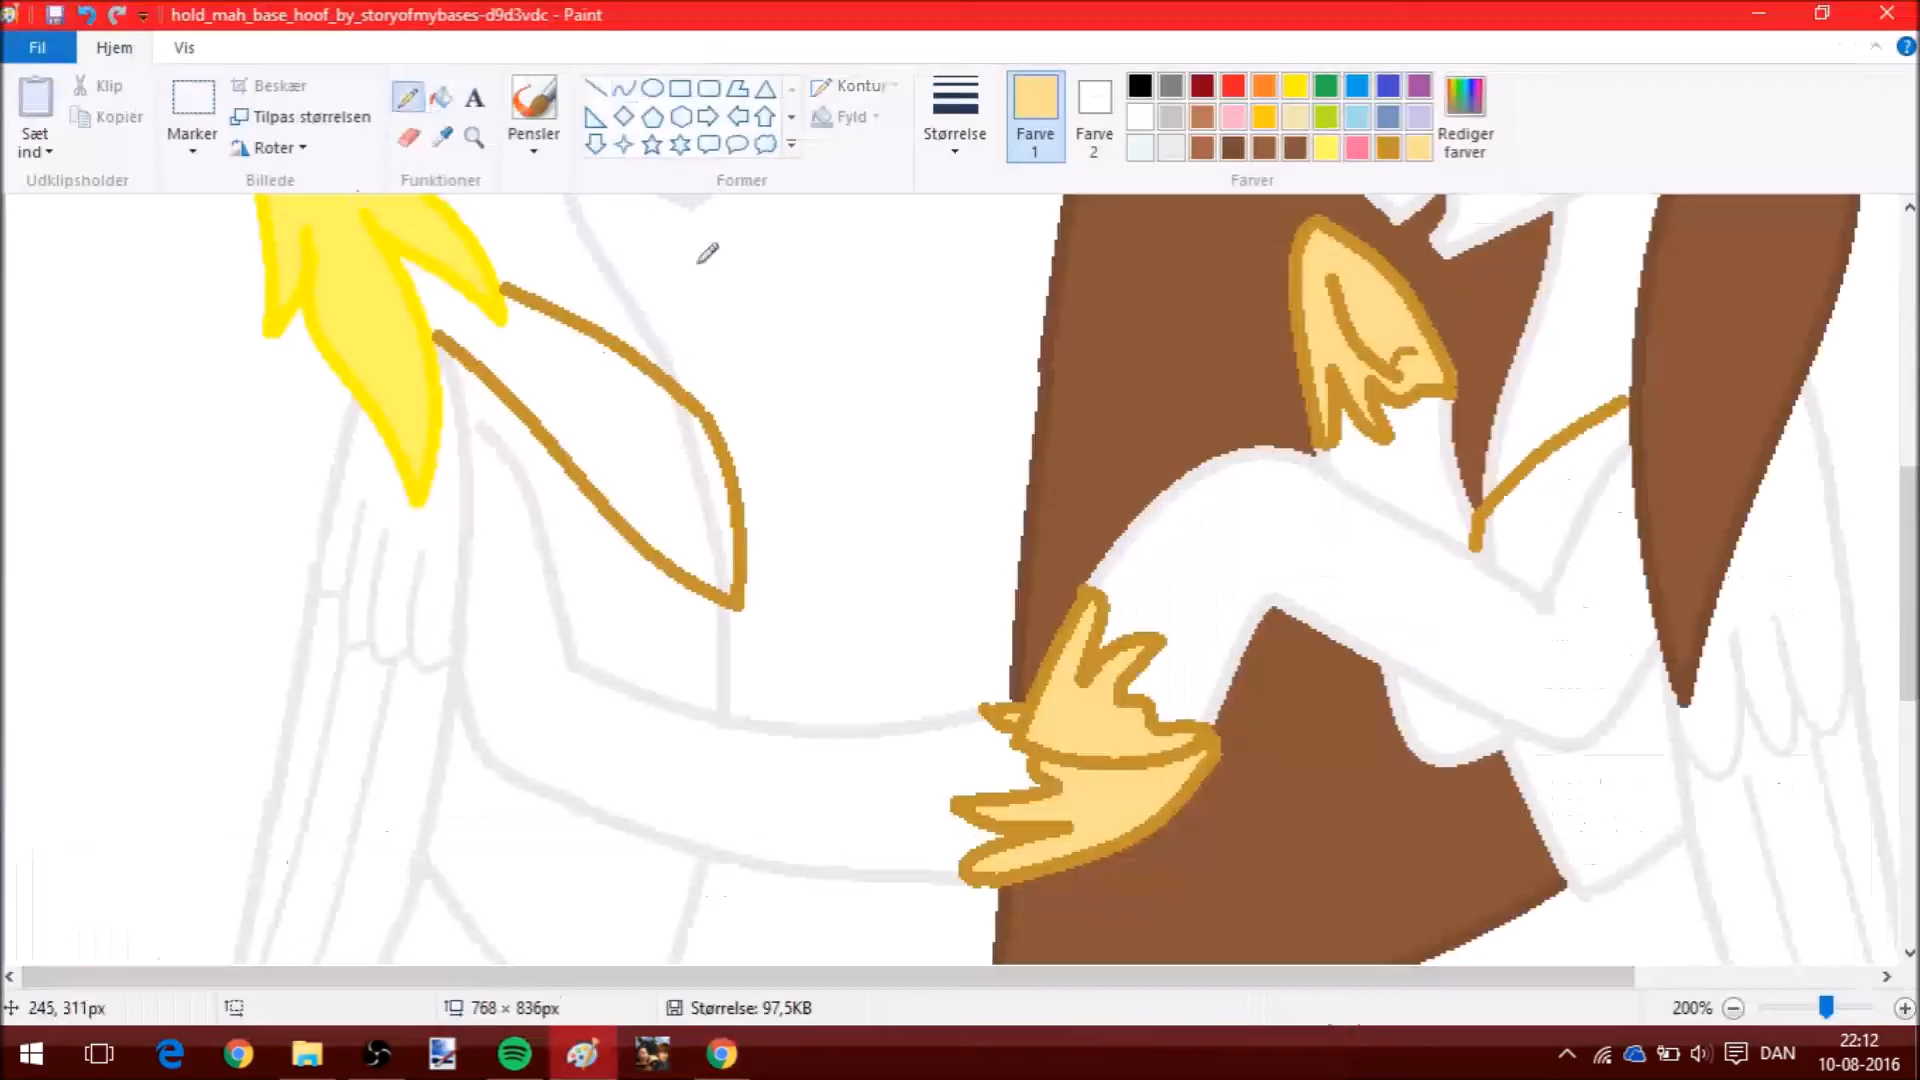 hold_mah_base_hoof_by_storyofmybases-d9d3vdc - Paint
Fil Hjem Vis
Sæt ind
Klip
Kopiér
Udklipsholder
Marker
Beskær
Tilpas størrelsen
Roter
Billede
A
Funktioner
Pensler
Kontur
Fyld
Former
Størrelse
Farve 1
Farve 2
Rediger farver
Farver
245, 311px
768 × 836px
Størrelse: 97,5KB
200%
DAN
22:12
10-08-2016